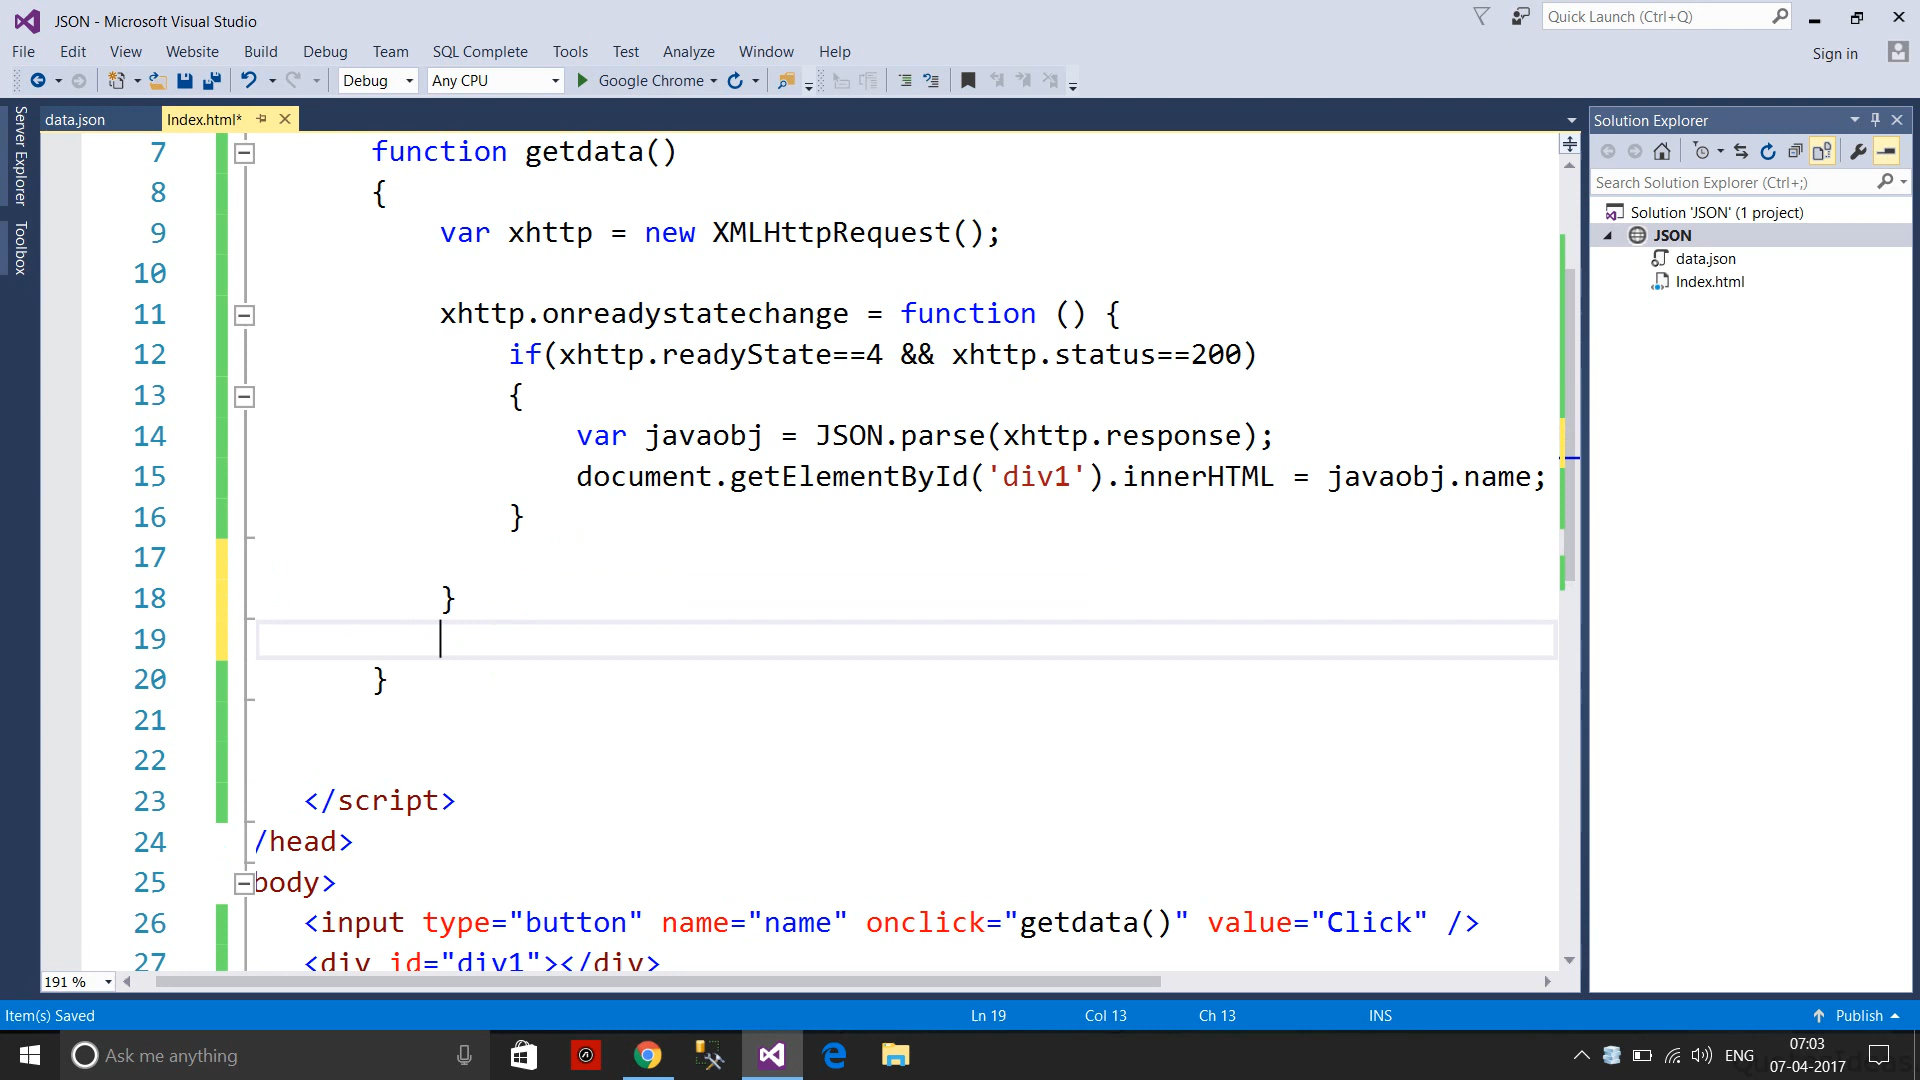 JSON - Microsoft Visual Studio
Quick Launch (Ctrl+Q)
File Edit View Website Build Debug Team SQL Complete Tools Test Analyze Window Help
Sign in
Debug Any CPU Google Chrome
Server Explorer
Toolbox
data.json Index.html*
7 function getdata()
8 {
9 var xhttp = new XMLHttpRequest();
10
11 xhttp.onreadystatechange = function () {
12 if(xhttp.readyState==4 && xhttp.status==200)
13 {
14 var javaobj = JSON.parse(xhttp.response);
15 document.getElementById('div1').innerHTML = javaobj.name;
16 }
17
18 }
19
20 }
21
22
23 </script>
24 /head>
25 body>
26 <input type="button" name="name" onclick="getdata()" value="Click" />
27 <div id="div1"></div>
191 %
Solution Explorer
Search Solution Explorer (Ctrl+;)
Solution 'JSON' (1 project)
JSON
data.json
Index.html
Item(s) Saved Ln 19 Col 13 Ch 13 INS Publish
Ask me anything
ENG 07:03
07-04-2017